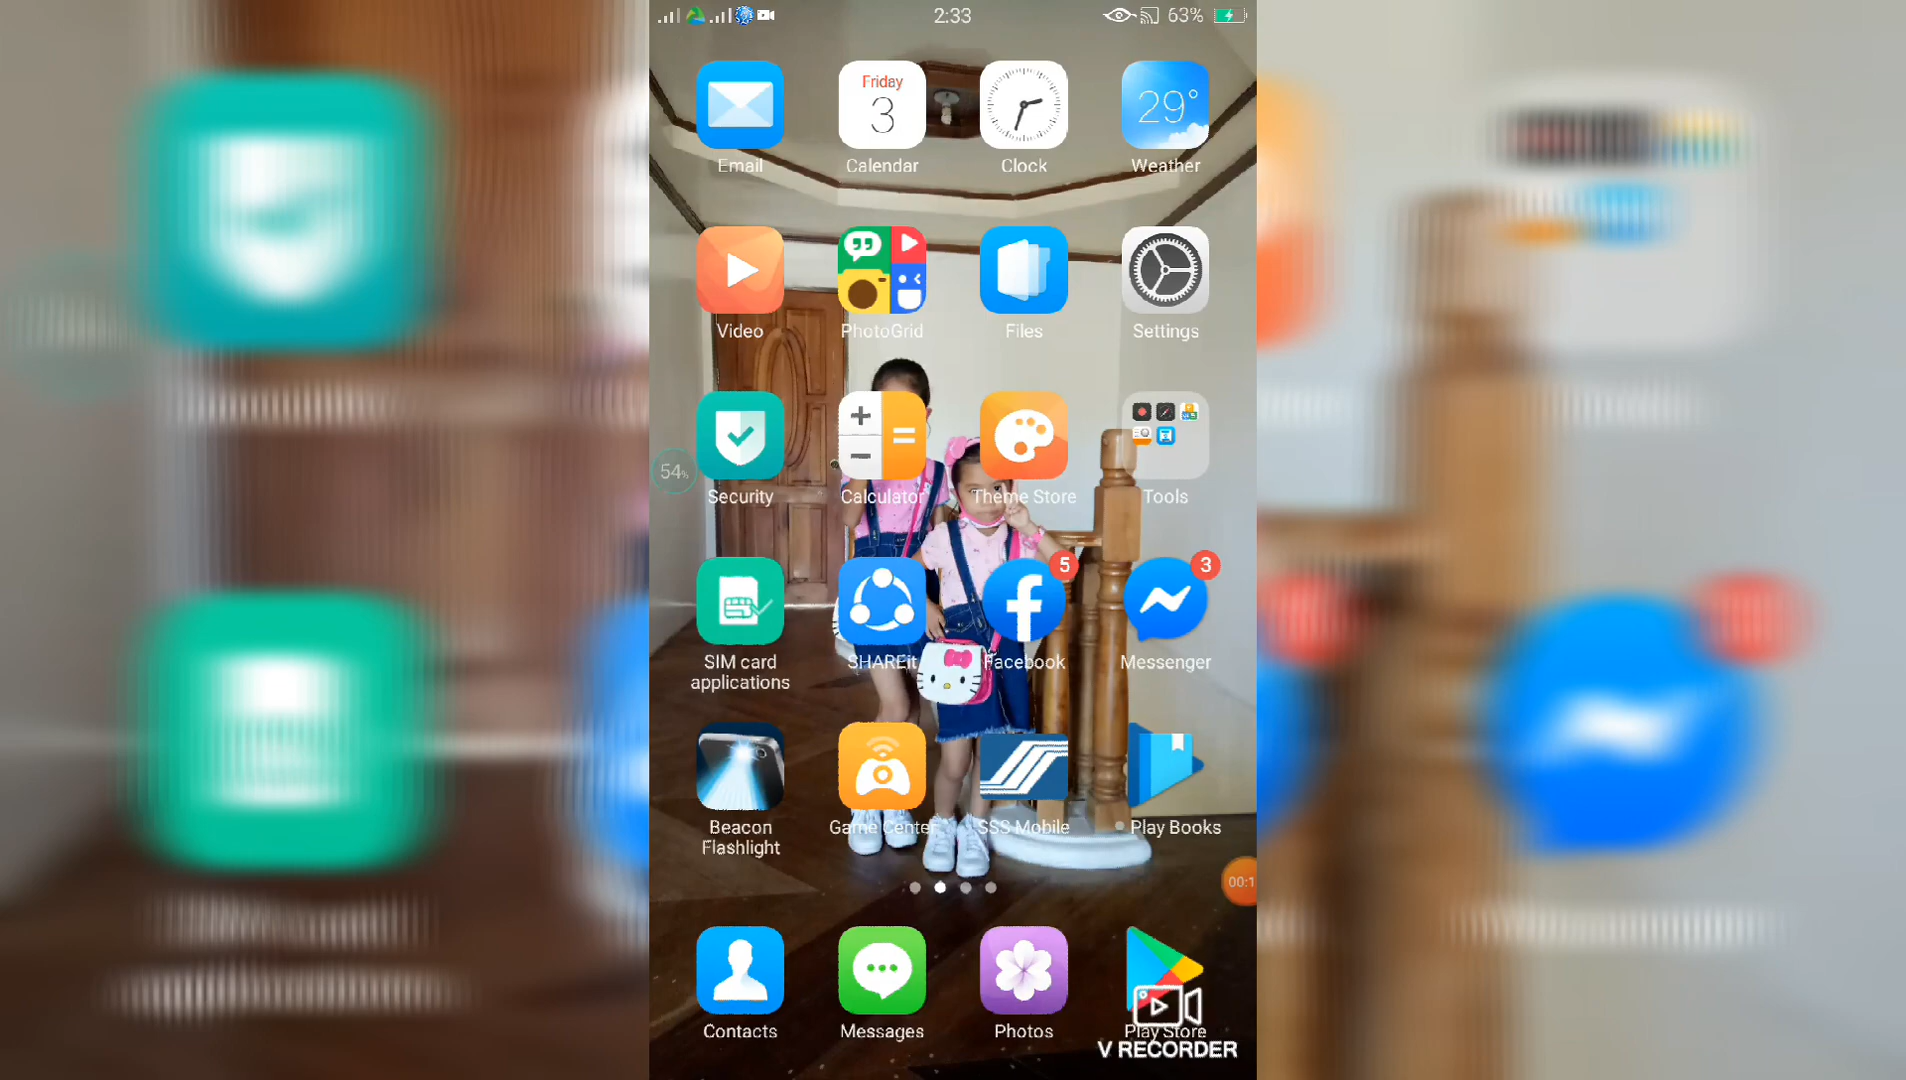 2:33
63%
Friday
3
29°
Email
Calendar
Clock
Weather
Video
PhotoGrid
Files
Settings
54%
Security
Calculator
Theme Store
Tools
5
3
SIM card
applications
SHAREit
Facebook
Messenger
Beacon
Flashlight
Game Center
SSS Mobile
Play Books
00:1
Contacts
Messages
Photos
Play Store
V RECORDER